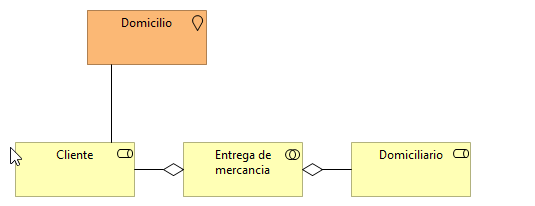 Domicilio
Cliente
Entrega de
mercancia
Domiciliario